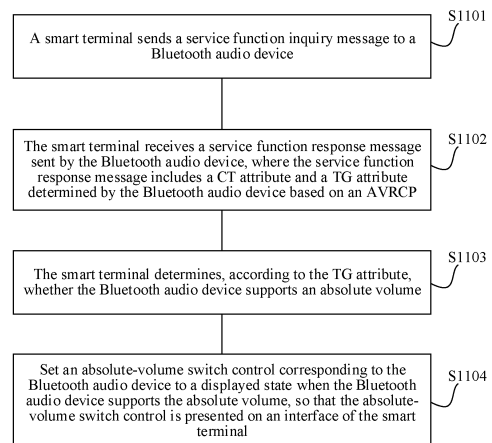 S1101
A smart terminal sends a service function inquiry message to a
Bluetooth audio device
S1102
The smart terminal receives a service function response message
sent by the Bluetooth audio device, where the service function
response message includes a CT attribute and a TG attribute
determined by the Bluetooth audio device based on an AVRCP
S1103
The smart terminal determines, according to the TG attribute,
whether the Bluetooth audio device supports an absolute volume
S1104
Set an absolute-volume switch control corresponding to the
Bluetooth audio device to a displayed state when the Bluetooth
audio device supports the absolute volume, so that the absolute-
volume switch control is presented on an interface of the smart
terminal